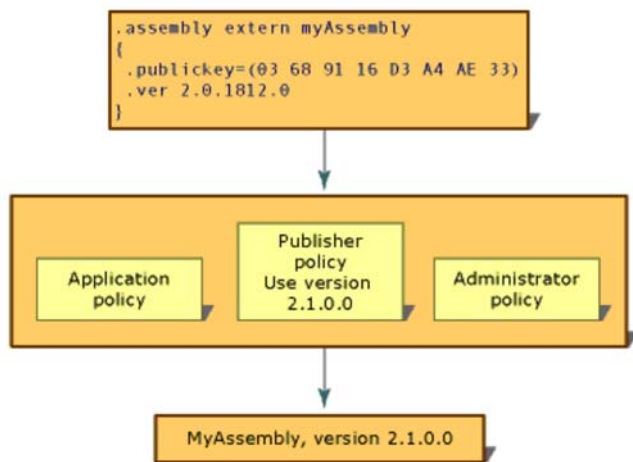 .assembly extern myAssembly
{
.publickey=(03 68 91 16 D3 A4 AE 33)
.ver 2.0.1812.0
}
Application
policy
Publisher
policy
Use version
2.1.0.0
Administrator
policy
MyAssembly, version 2.1.0.0